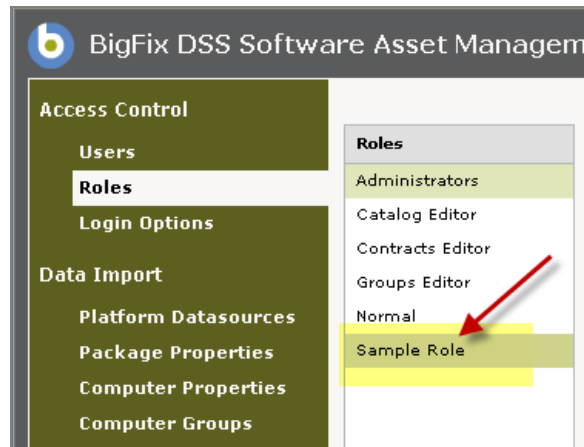 BigFix DSS Software Asset Managem
Access Control
Users
Roles
Login Options
Data Import
Platform Datasources
Package Properties
Computer Properties
Computer Groups
Roles
Administrators
Catalog Editor
Contracts Editor
Groups Editor
Normal
Sample Role